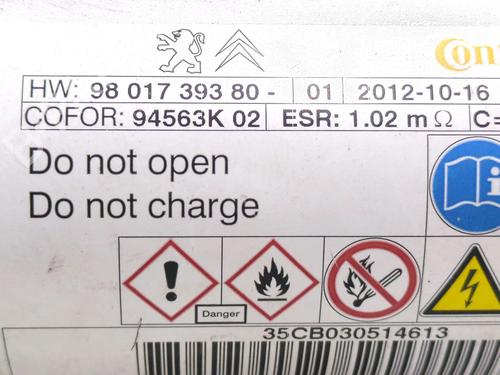 Cont
HW: 98 017 393 80 - 01 2012-10-16
COFOR: 94563K 02 ESR: 1.02 mΩ C=
Do not open
Do not charge
i
Danger
35CB030514613